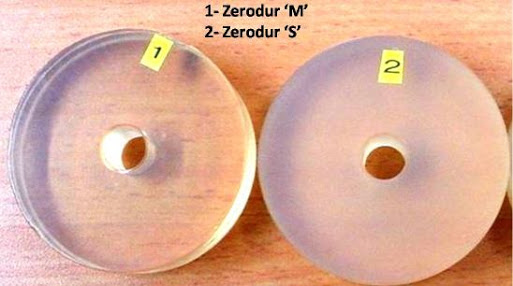 1- Zerodur ‘M’
2- Zerodur ‘S’
1
2